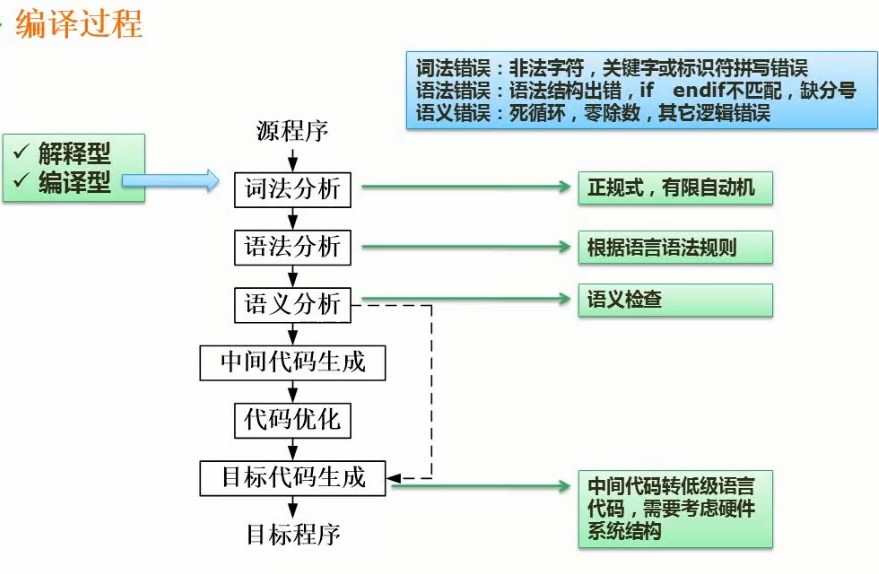 编译过程
词法错误：非法字符，关键字或标识符拼写错误
语法错误：语法结构出错，if endif不匹配，缺分号
语义错误：死循环，零除数，其它逻辑错误
✓ 解释型
✓ 编译型
源程序
词法分析
正规式，有限自动机
语法分析
根据语言语法规则
语义分析
语义检查
中间代码生成
代码优化
目标代码生成
中间代码转低级语言
代码，需要考虑硬件
系统结构
目标程序